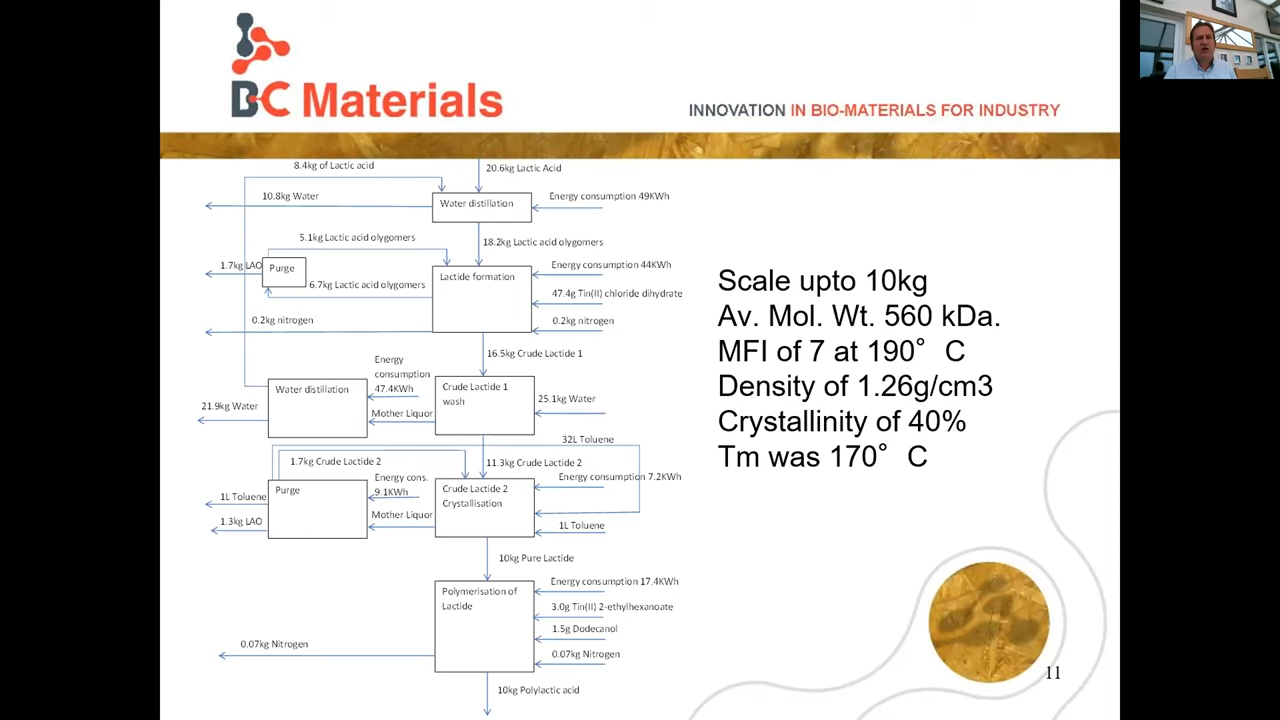 BC Materials
INNOVATION IN BIO-MATERIALS FOR INDUSTRY
8.4kg of Lactic acid
20.6kg Lactic Acid
10.8kg Water
Water distillation
Energy consumption 49KWh
5.1kg Lactic acid olygomers
18.2kg Lactic acid olygomers
1.7kg LAO
Purge
Lactide formation
Energy consumption 44KWh
6.7kg Lactic acid olygomers
47.4g Tin(II) chloride dihydrate
0.2kg nitrogen
0.2kg nitrogen
16.5kg Crude Lactide 1
Energy
consumption
47.4KWh
Water distillation
Crude Lactide 1
wash
21.9kg Water
Mother Liquor
25.1kg Water
32L Toluene
1.7kg Crude Lactide 2
11.3kg Crude Lactide 2
Energy cons.
9.1KWh
Energy consumption 7.2KWh
Purge
Crude Lactide 2
Crystallisation
1L Toluene
Mother Liquor
1.3kg LAO
1L Toluene
10kg Pure Lactide
Polymerisation of
Lactide
Energy consumption 17.4KWh
3.0g Tin(II) 2-ethylhexanoate
1.5g Dodecanol
0.07kg Nitrogen
0.07kg Nitrogen
10kg Polylactic acid
Scale upto 10kg
Av. Mol. Wt. 560 kDa.
MFI of 7 at 190° C
Density of 1.26g/cm3
Crystallinity of 40%
Tm was 170° C
11